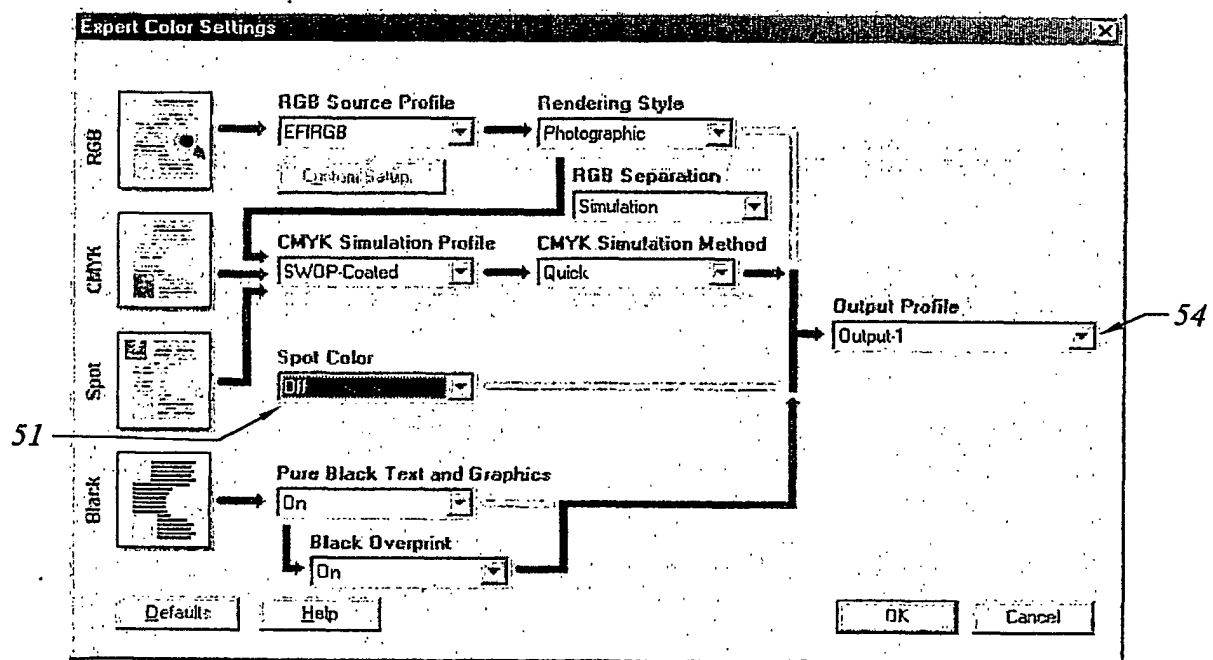 Expert Color Settings
RGB
RGB Source Profile
EFIRGB
Custom Setup.
Rendering Style
Photographic
RGB Separation
Simulation
CMYK
CMYK Simulation Profile
SWOP-Coated
CMYK Simulation Method
Quick
Output Profile
Output-1
54
Spot
Spot Color
Off
51
Black
Pure Black Text and Graphics
On
Black Overprint
On
Defaults
Help
OK
Cancel